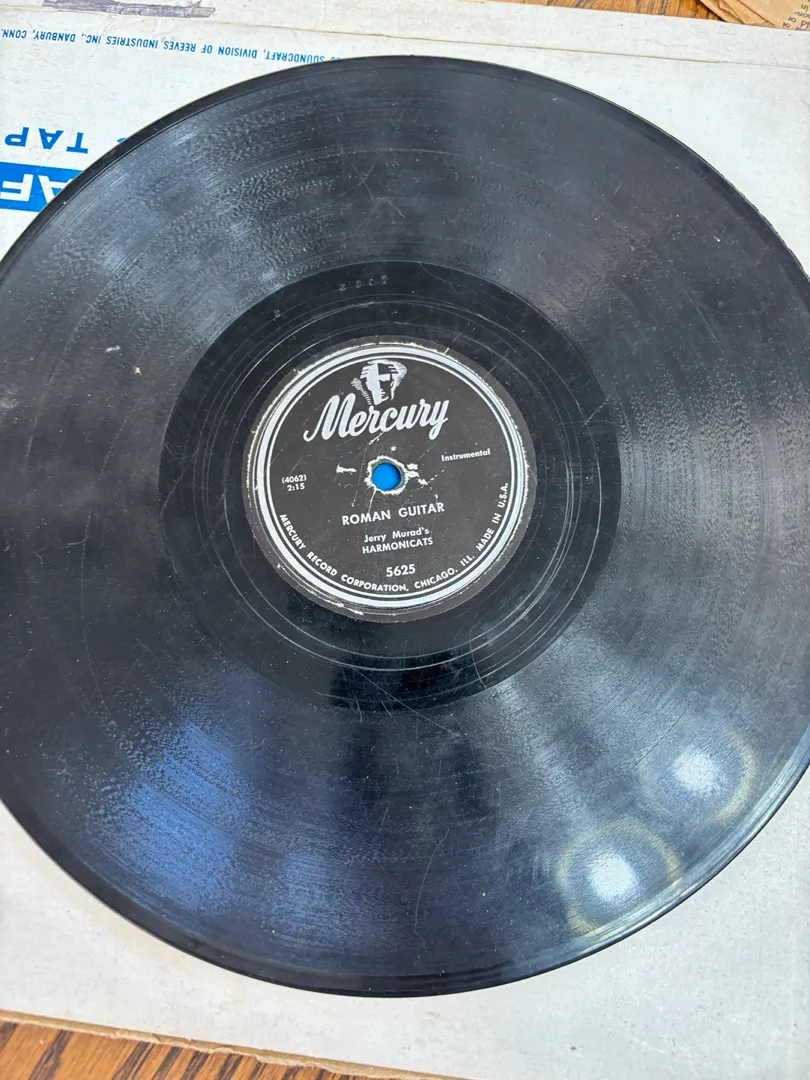 SOUNDCRAFT, DIVISION OF REEVES INDUSTRIES INC., DANBURY, CONN.
TAP
AF
Mercury
Instrumental
(4062)
2:15
ROMAN GUITAR
Jerry Murad's
HARMONICATS
5625
MERCURY RECORD CORPORATION, CHICAGO, ILL. MADE IN U.S.A.